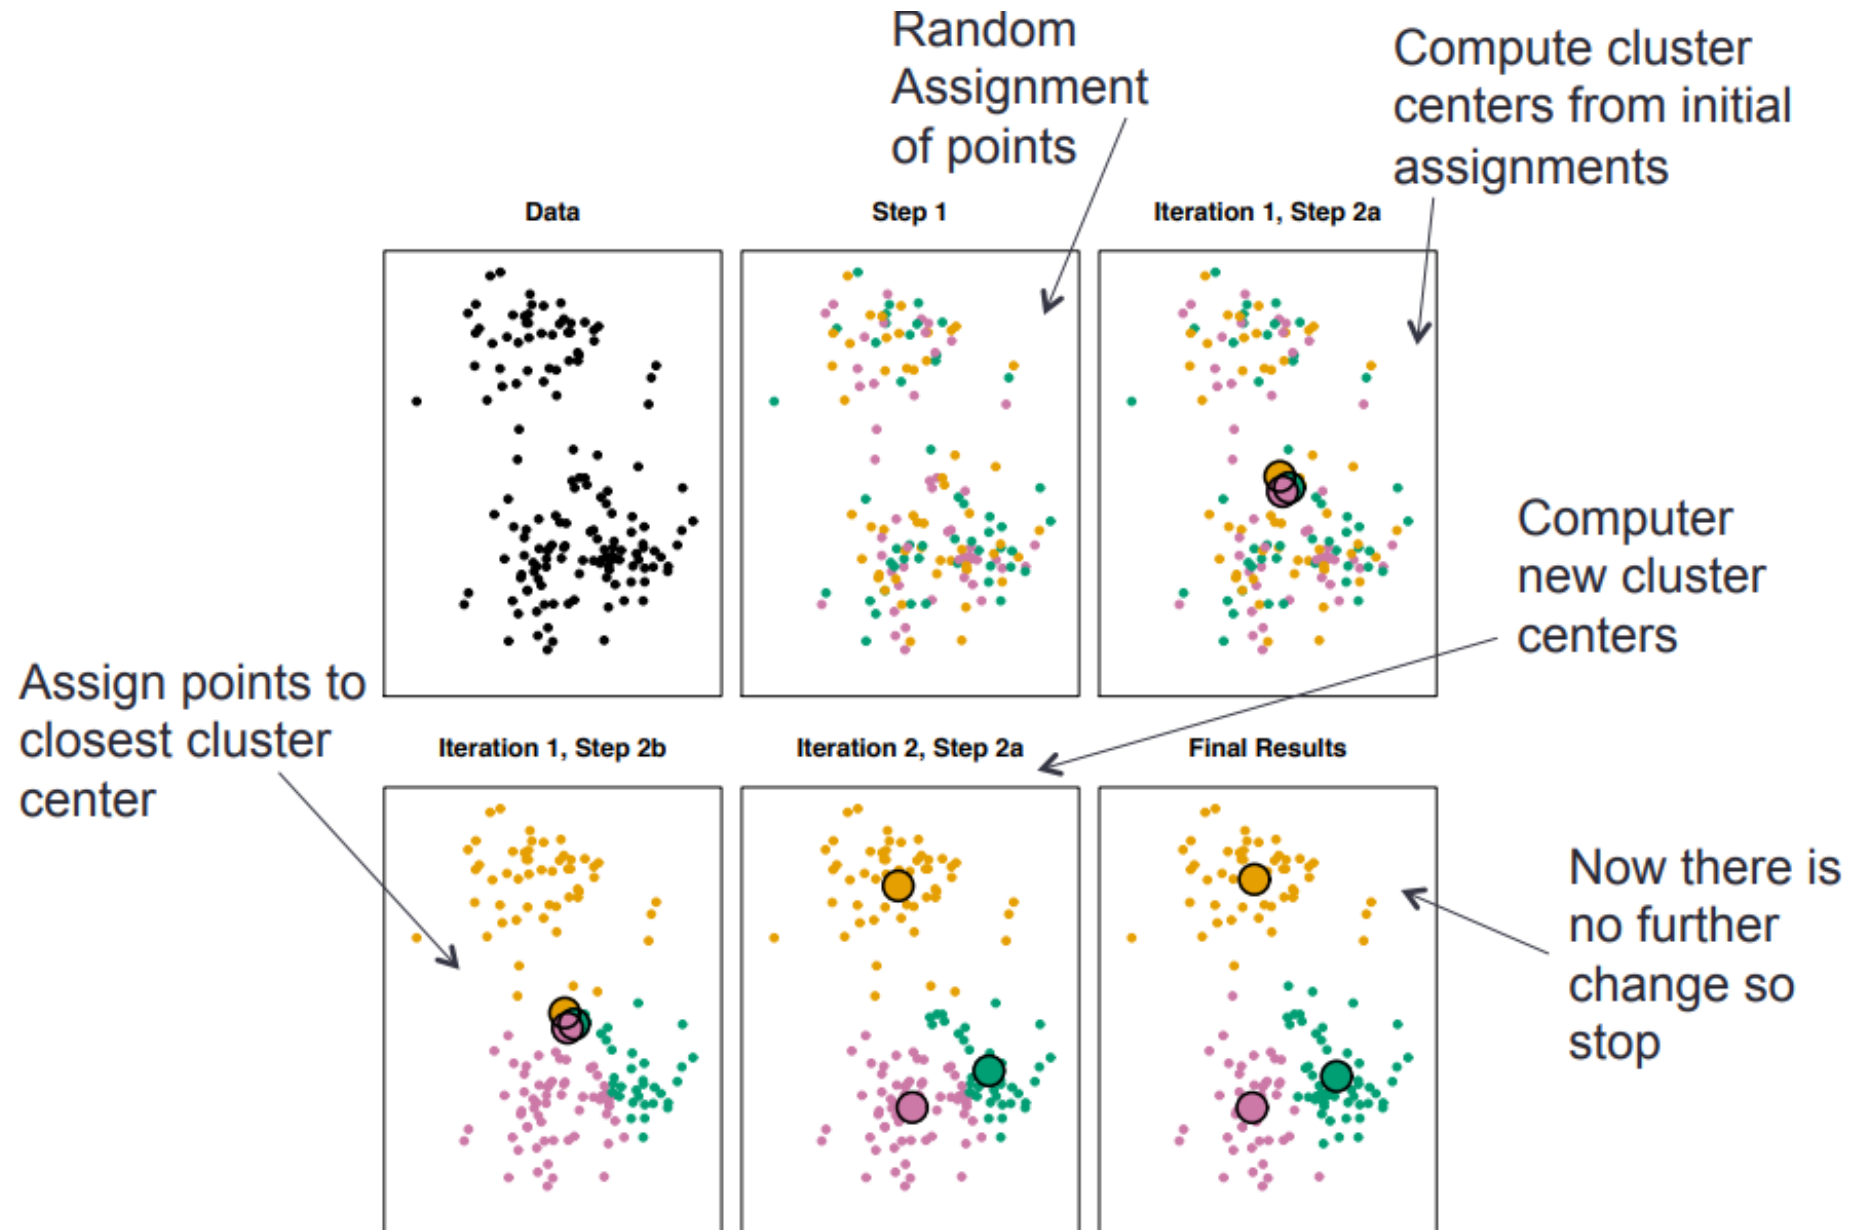 Random
Assignment
of points
Compute cluster
centers from initial
assignments
Data
Step 1
Iteration 1, Step 2a
Computer
new cluster
centers
Assign points to
closest cluster
center
Iteration 1, Step 2b
Iteration 2, Step 2a
Final Results
Now there is
no further
change so
stop